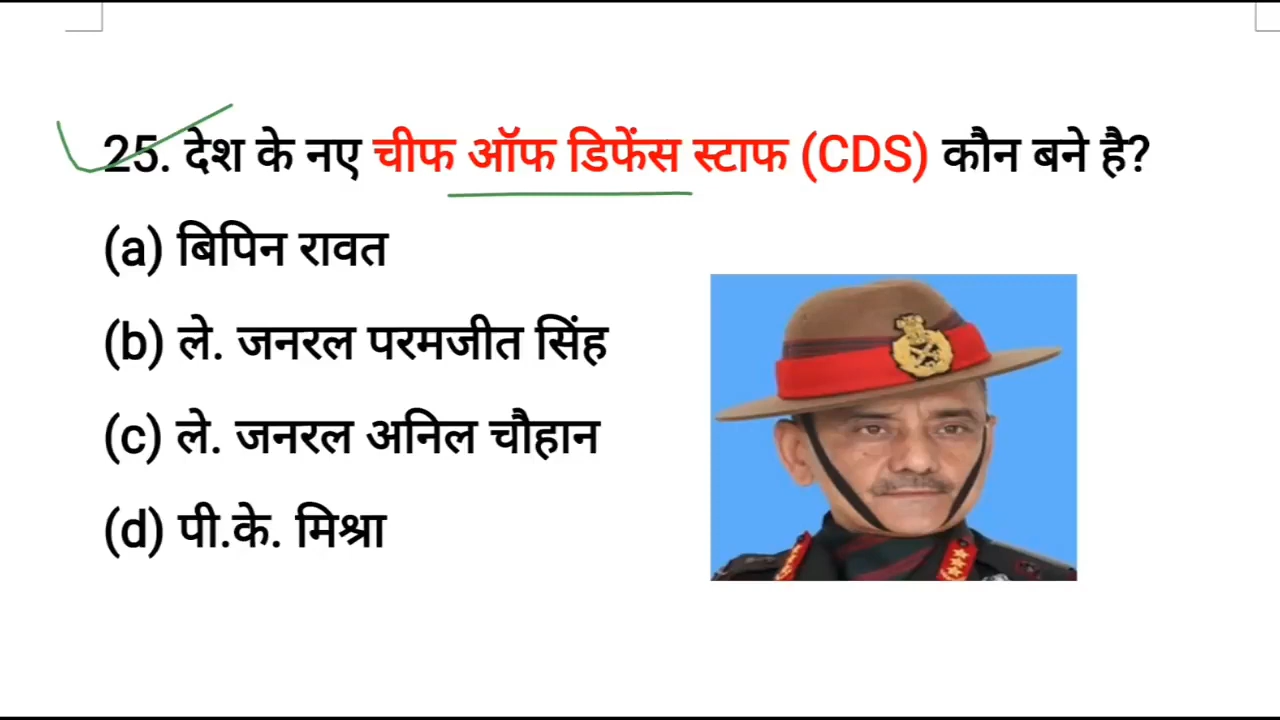 25. देश के नए चीफ ऑफ डिफेंस स्टाफ (CDS) कौन बने है?
(a) बिपिन रावत
(b) ले. जनरल परमजीत सिंह
(c) ले. जनरल अनिल चौहान
(d) पी.के. मिश्रा